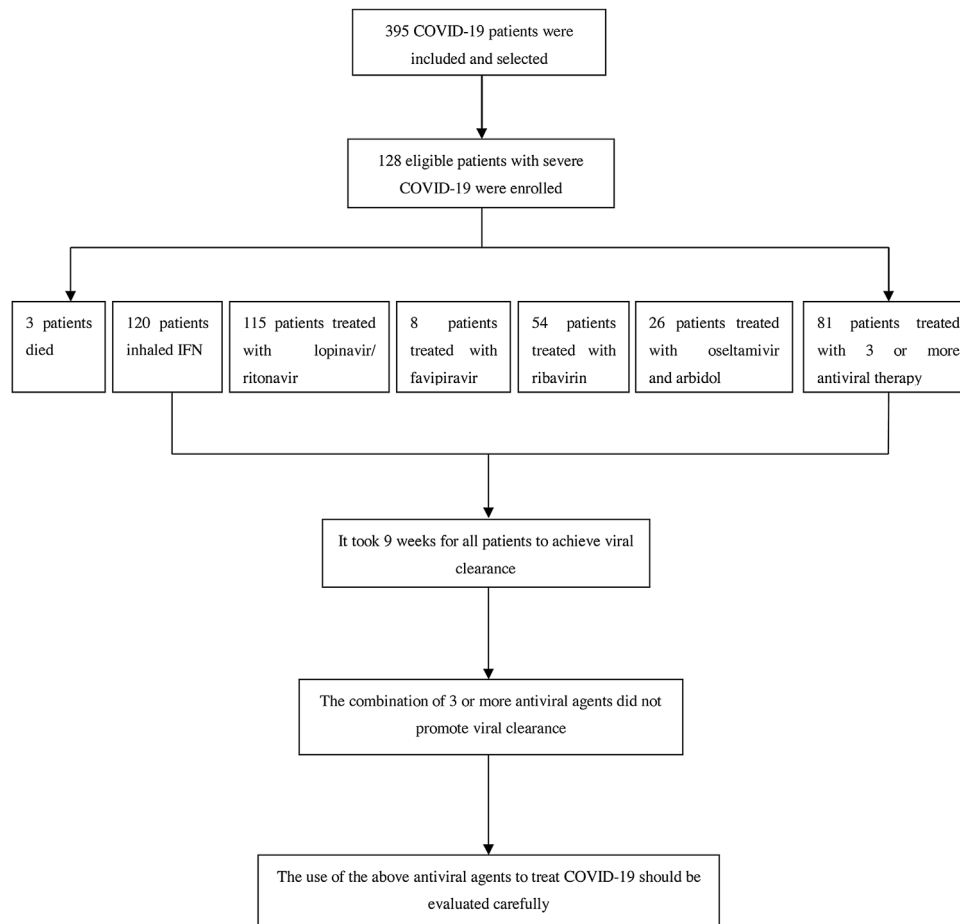 395 COVID-19 patients were
included and selected
128 eligible patients with severe
COVID-19 were enrolled
3 patients
died
120 patients
inhaled IFN
115 patients treated
with lopinavir/
ritonavir
8 patients
treated with
favipiravir
54 patients
treated with
ribavirin
26 patients treated
with oseltamivir
and arbidol
81 patients treated
with 3 or more
antiviral therapy
It took 9 weeks for all patients to achieve viral
clearance
The combination of 3 or more antiviral agents did not
promote viral clearance
The use of the above antiviral agents to treat COVID-19 should be
evaluated carefully